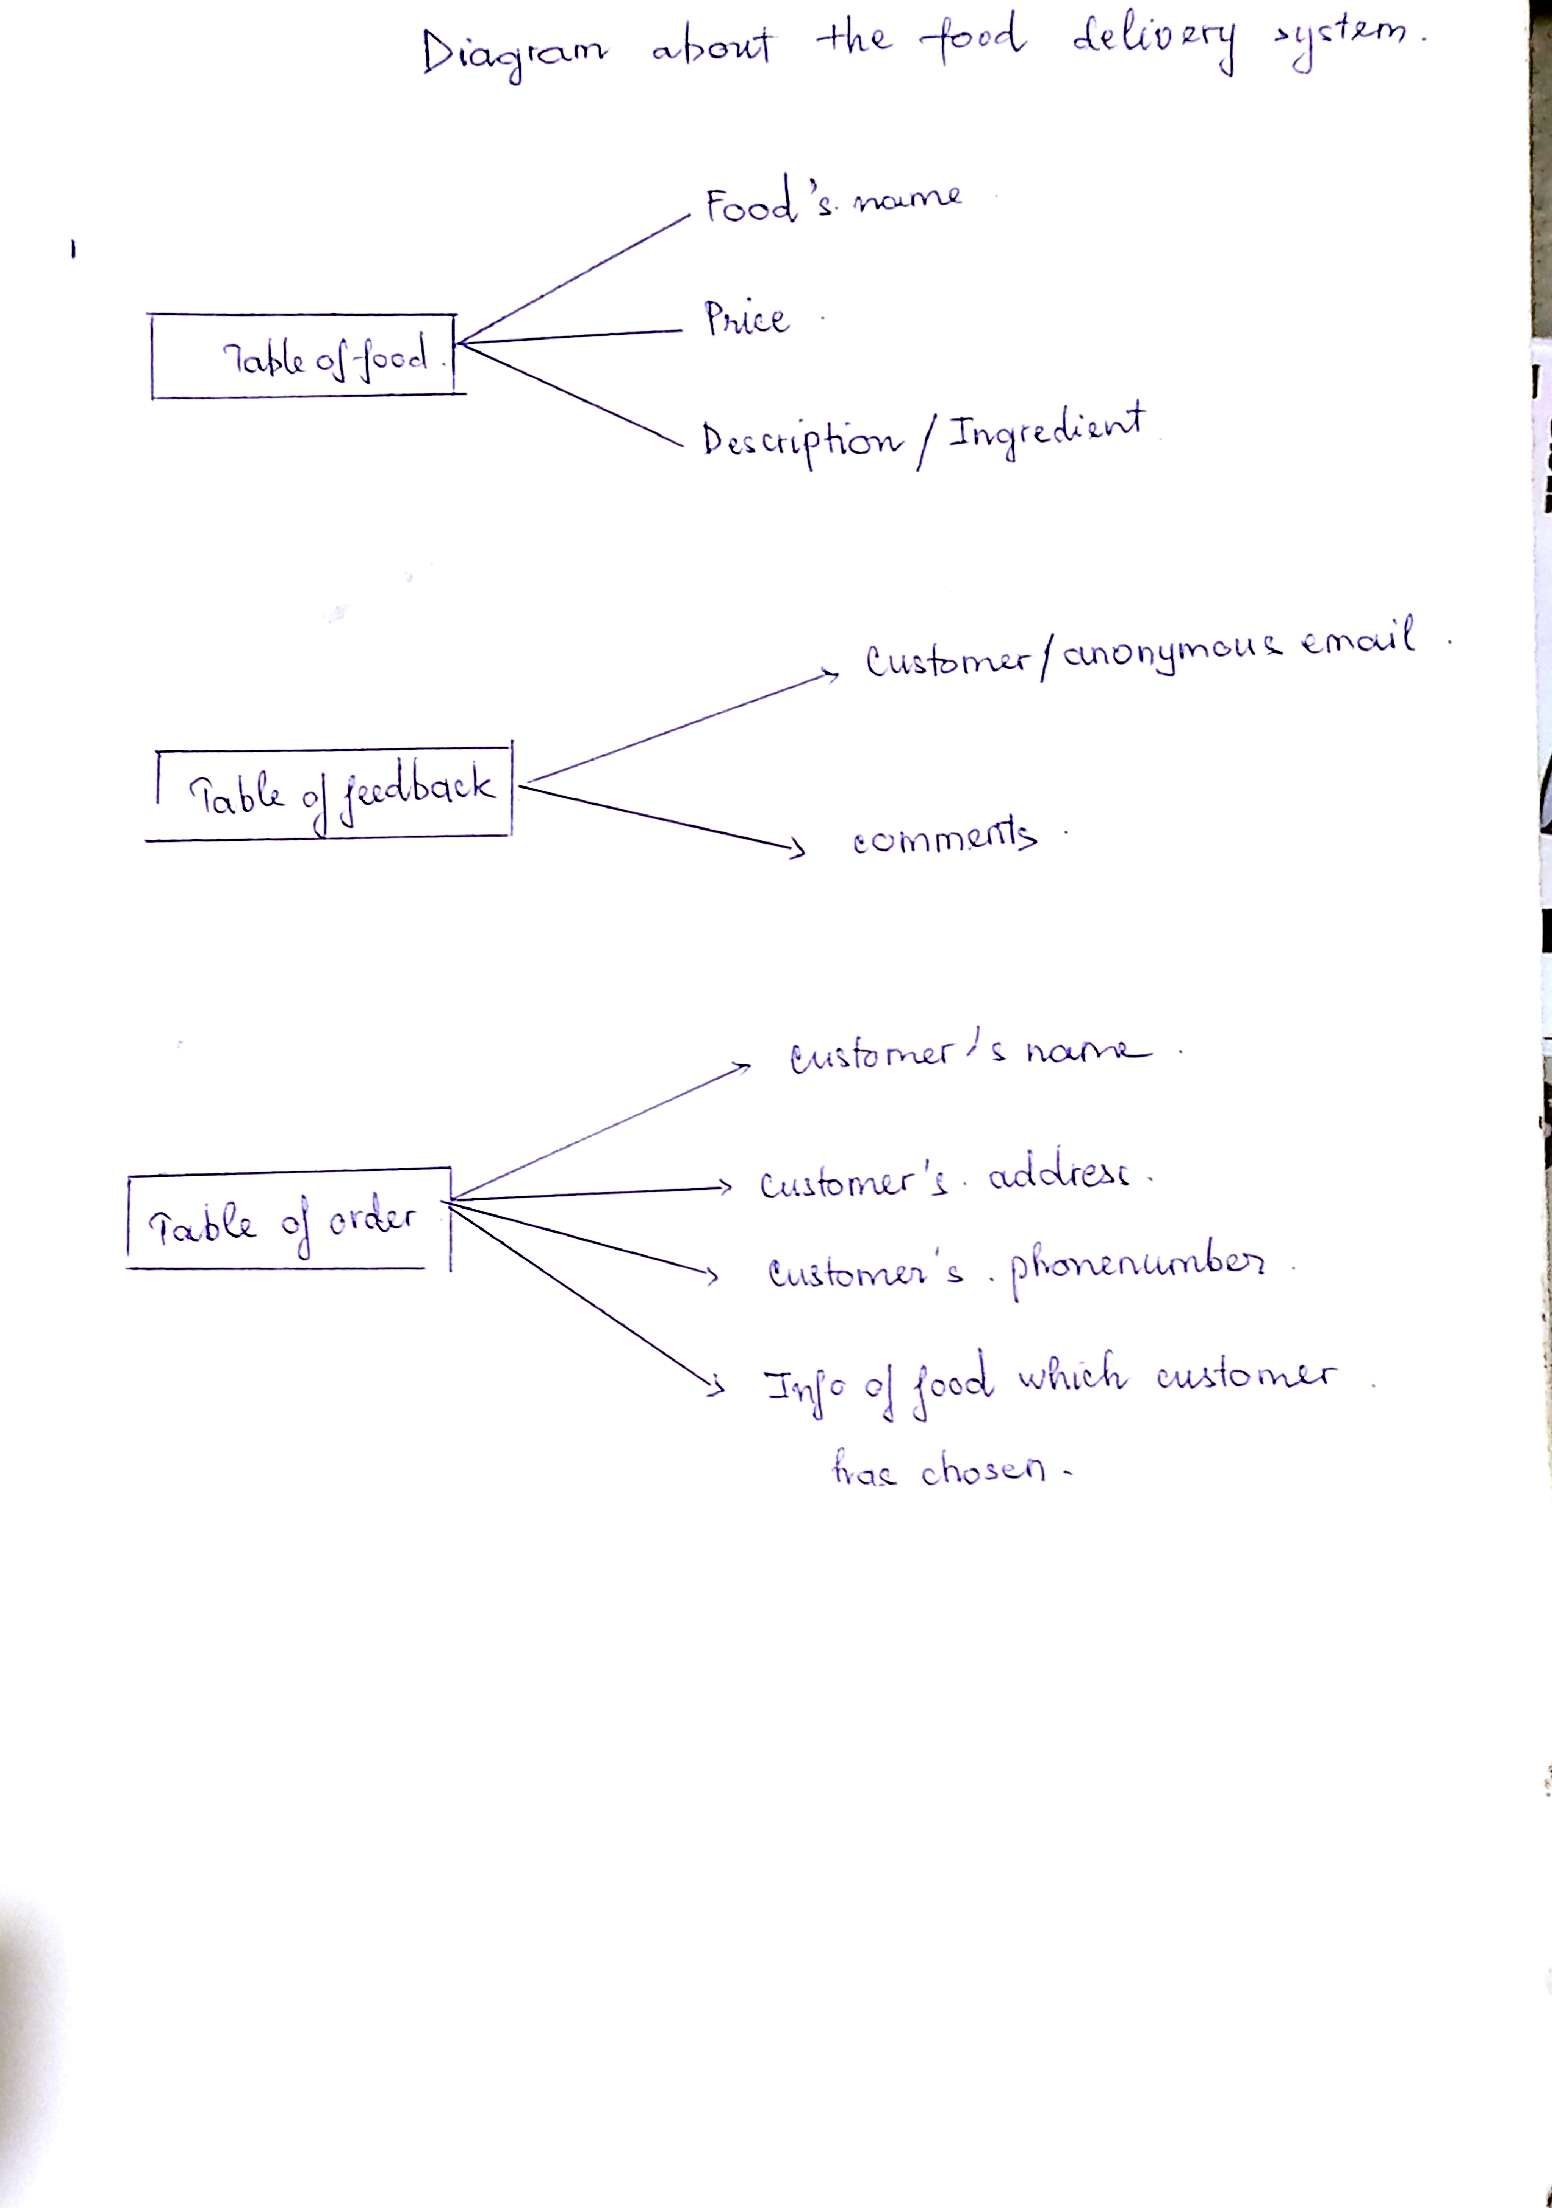 Diagram about the food delivery system.
Food's name
Price
Table of food.
Description / Ingredient
Customer / anonymous email
Table of feedback
comments
customer's name
customer's address.
Table of order
customer's phonenumber
Info of food which customer
has chosen.